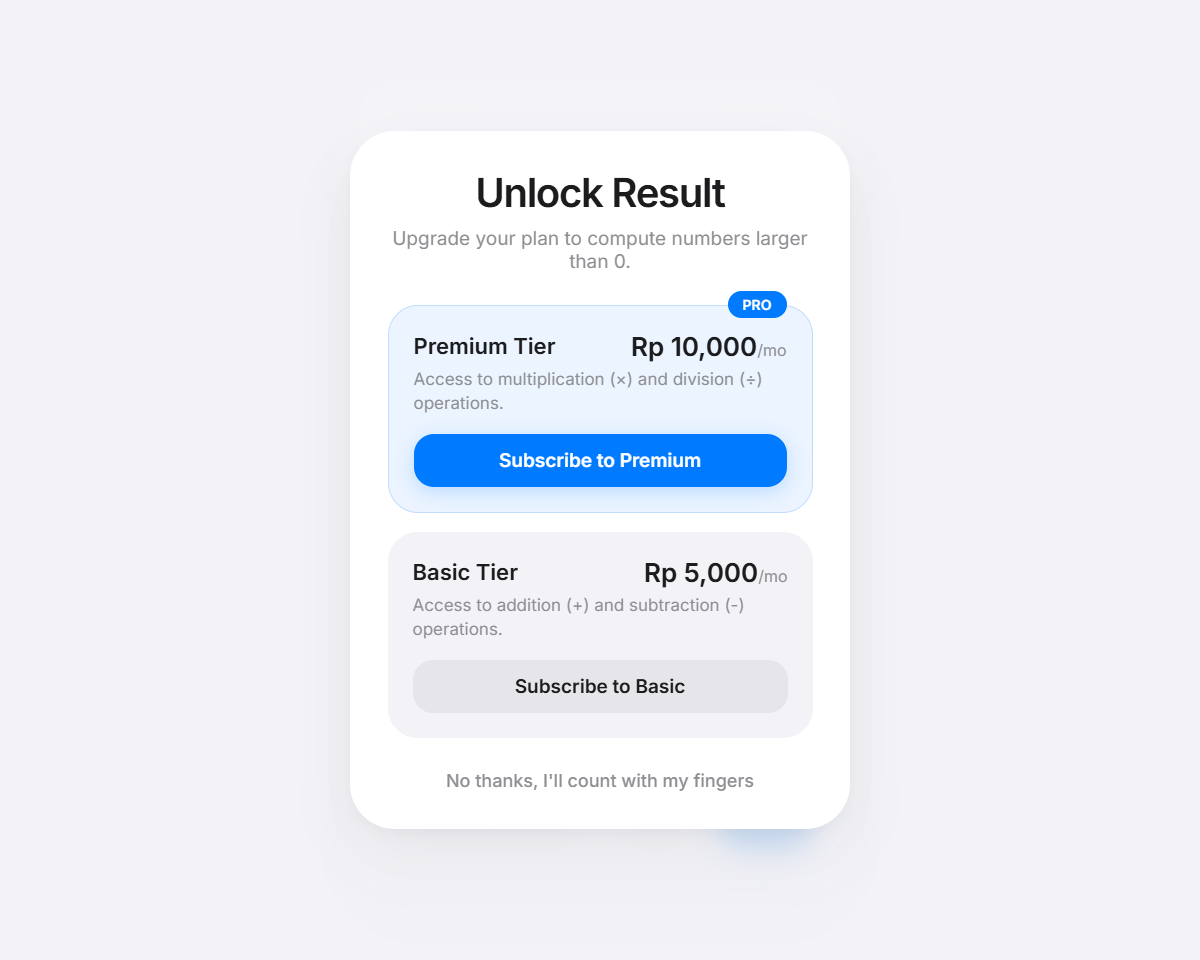 Unlock Result
Upgrade your plan to compute numbers larger
than 0.
PRO
Premium Tier Rp 10,000/mo
Access to multiplication (×) and division (÷)
operations.
Subscribe to Premium
Basic Tier Rp 5,000/mo
Access to addition (+) and subtraction (-)
operations.
Subscribe to Basic
No thanks, I'll count with my fingers